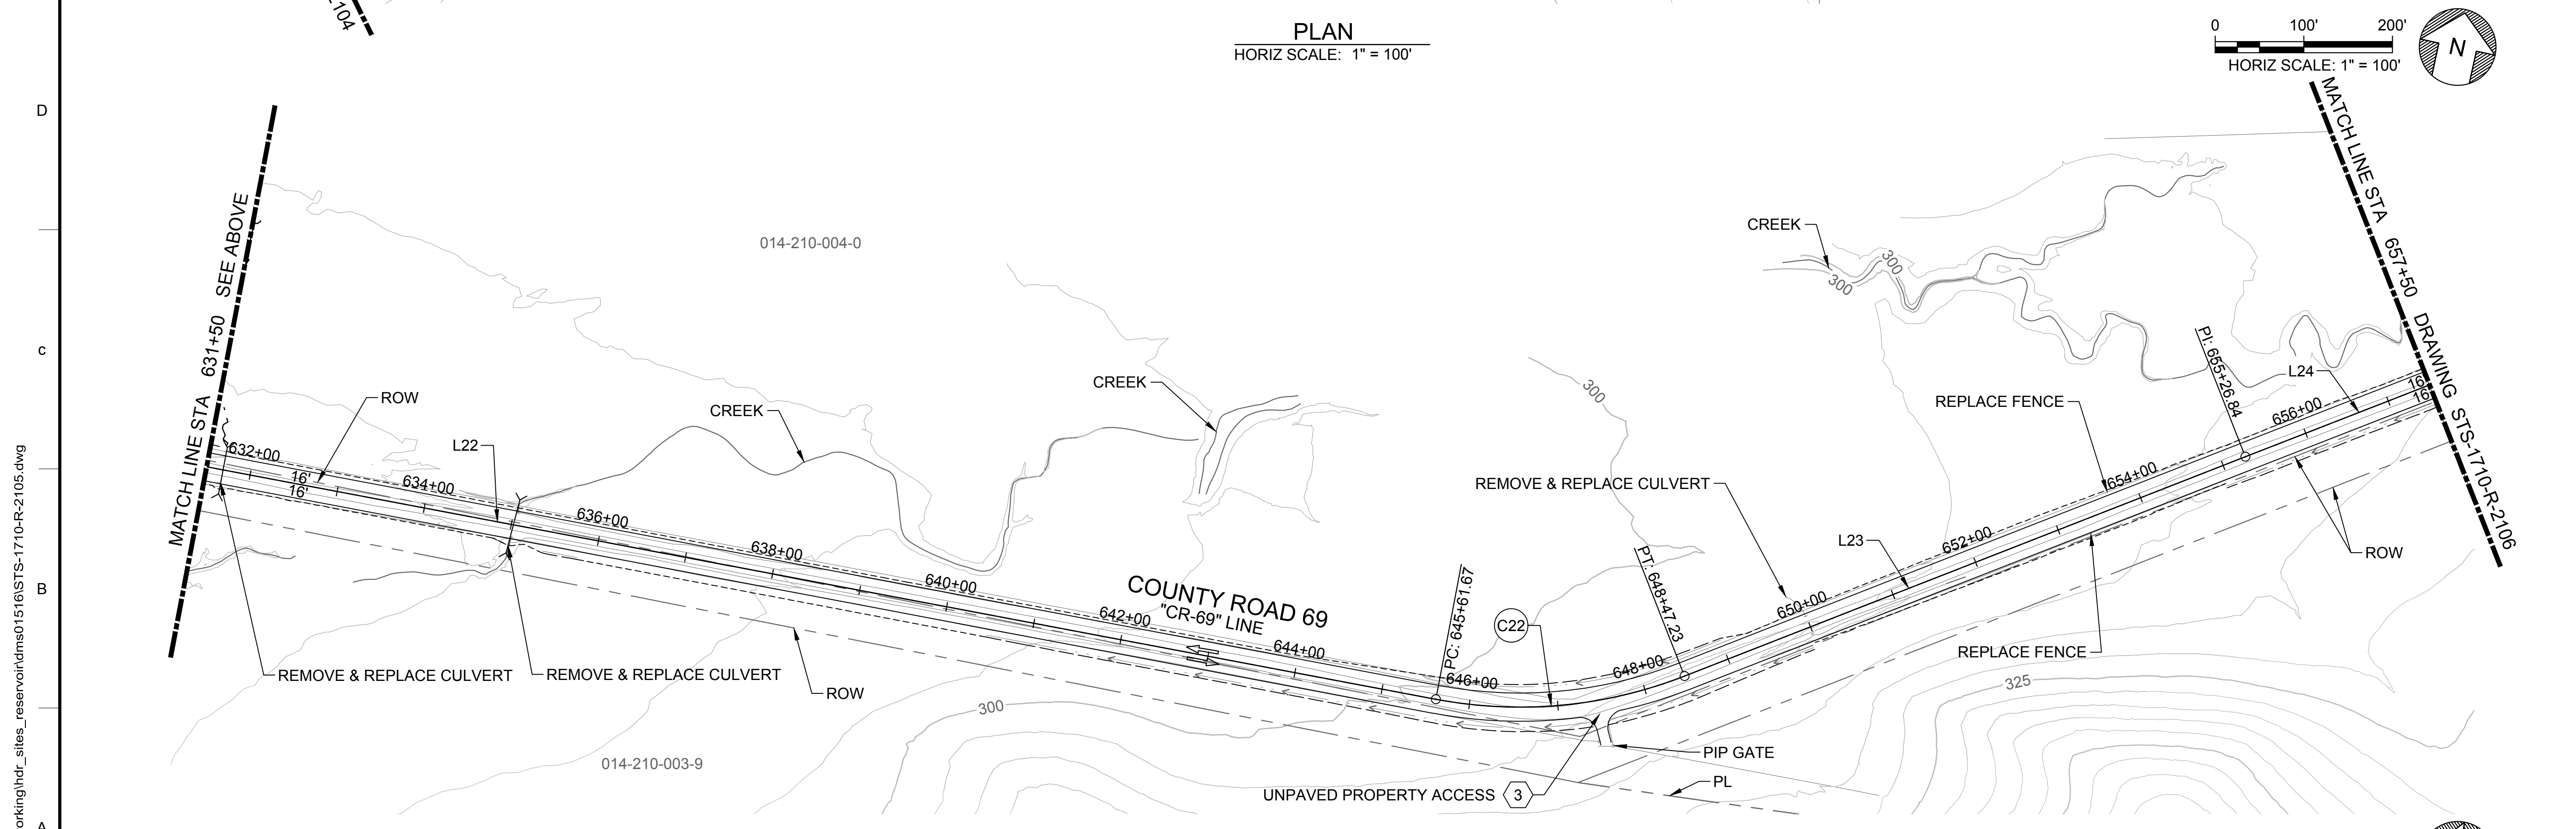 2104
PLAN
HORIZ SCALE: 1" = 100'
0 100' 200'
HORIZ SCALE: 1" = 100'
N
D
c
B
A
orking\hdr_sites_reservoir\dms01516\STS-1710-R-2105.dwg
MATCH LINE STA 631+50 SEE ABOVE
MATCH LINE STA 657+50 DRAWING STS-1710-R-2106
014-210-004-0
CREEK
300
300
300
ROW
CREEK
CREEK
L22
632+00
16'
16'
634+00
636+00
638+00
640+00
642+00
644+00
646+00
648+00
650+00
652+00
654+00
656+00
16'
16'
COUNTY ROAD 69
"CR-69" LINE
PC: 645+61.67
C22
PT: 648+47.23
PI: 655+26.84
L24
L23
REPLACE FENCE
REMOVE & REPLACE CULVERT
ROW
REPLACE FENCE
REMOVE & REPLACE CULVERT
REMOVE & REPLACE CULVERT
ROW
300
325
014-210-003-9
PIP GATE
PL
UNPAVED PROPERTY ACCESS 3